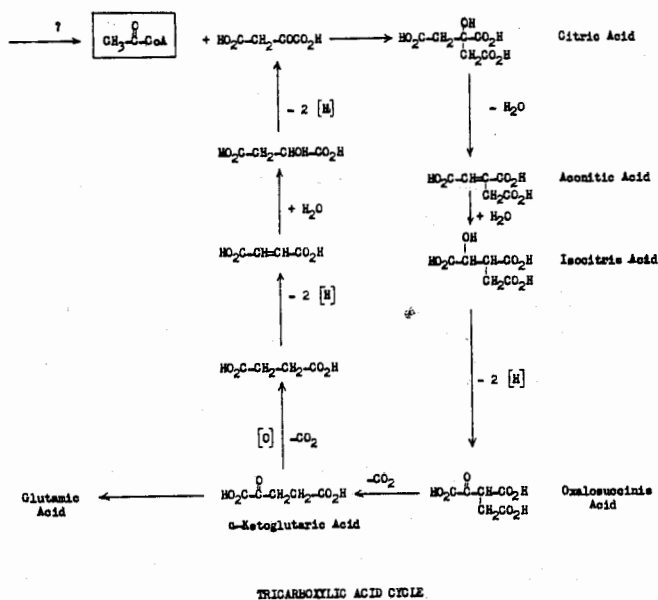 ?
O
CH3-C-CoA
+ HO2C-CH2-COCO2H
OH
HO2C-CH2-C-CO2H
CH2CO2H
Citric Acid
- 2 [H]
- H2O
HO2C-CH2-CHOH-CO2H
HO2C-CH=C-CO2H
CH2CO2H
Aconitic Acid
+ H2O
+ H2O
OH
HO2C-CH=CH-CO2H
HO2C-CH-CH-CO2H
CH2CO2H
Isocitric Acid
- 2 [H]
HO2C-CH2-CH2-CO2H
- 2 [H]
[O] -CO2
Glutamic
Acid
O
HO2C-C-CH2CH2-CO2H
α-Ketoglutaric Acid
-CO2
O
HO2C-C-CH-CO2H
CH2CO2H
Oxalosuccinic
Acid
TRICARBOXYLIC ACID CYCLE